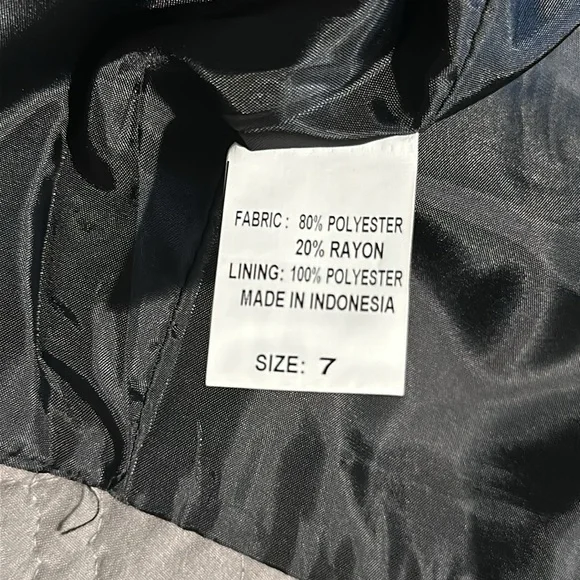 FABRIC: 80% POLYESTER
20% RAYON
LINING: 100% POLYESTER
MADE IN INDONESIA
SIZE: 7